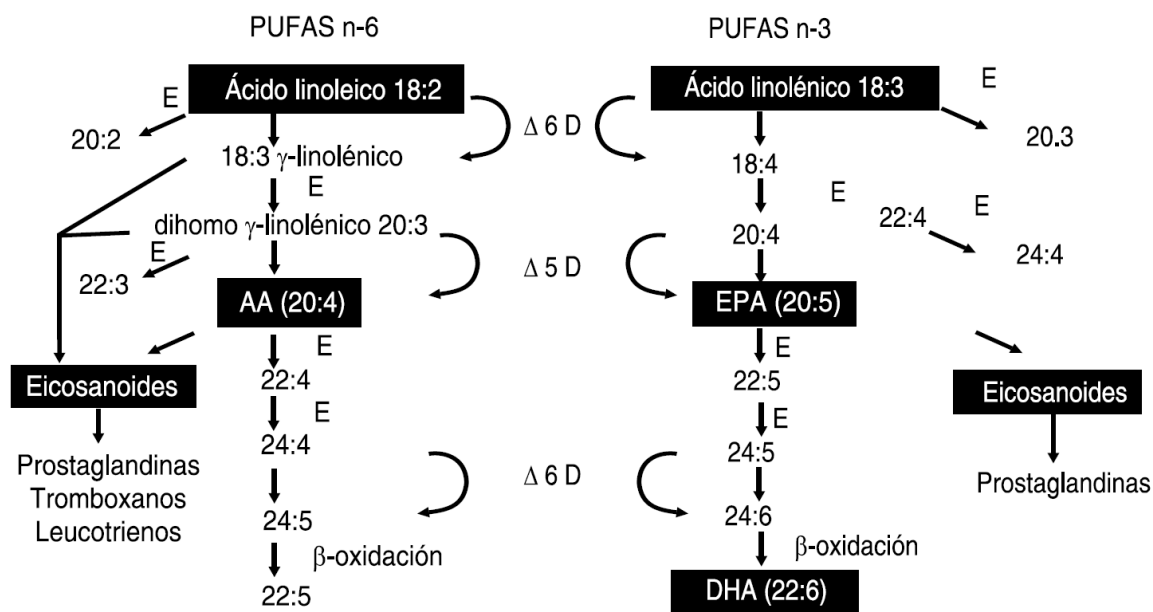 PUFAS n-6
PUFAS n-3
Ácido linoleico 18:2
Ácido linolénico 18:3
E
E
Δ 6 D
20:2
20.3
18:3 γ-linolénico
18:4
E
E
22:4
E
dihomo γ-linolénico 20:3
20:4
24:4
E
22:3
Δ 5 D
AA (20:4)
EPA (20:5)
E
E
Eicosanoides
22:4
22:5
Eicosanoides
E
E
24:4
24:5
Prostaglandinas
Tromboxanos
Leucotrienos
Δ 6 D
Prostaglandinas
24:5
24:6
β-oxidación
β-oxidación
22:5
DHA (22:6)